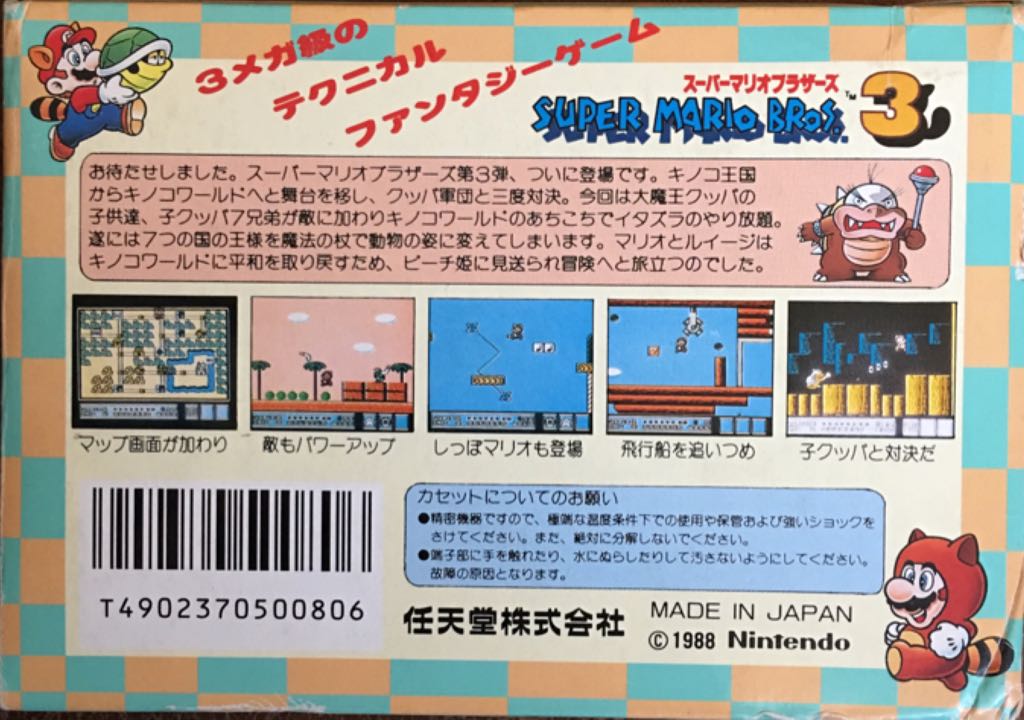 3メガ級の
テクニカル
ファンタジーゲーム
スーパーマリオブラザーズ
SUPER MARIO BROS.™ 3
お待たせしました。スーパーマリオブラザーズ第3弾、ついに登場です。キノコ王国
からキノコワールドへと舞台を移し、クッパ軍団と三度対決。今回は大魔王クッパの
子供達、子クッパ7兄弟が敵に加わりキノコワールドのあちこちでイタズラのやり放題。
遂には7つの国の王様を魔法の杖で動物の姿に変えてしまいます。マリオとルイージは
キノコワールドに平和を取り戻すため、ピーチ姫に見送られ冒険へと旅立つのでした。
マップ画面が加わり
敵もパワーアップ
しっぽマリオも登場
飛行船を追いつめ
子クッパと対決だ
カセットについてのお願い
●精密機器ですので、極端な温度条件下での使用や保管および強いショックを
さけてください。また、絶対に分解しないでください。
●端子部に手を触れたり、水にぬらしたりして汚さないようにしてください。
故障の原因となります。
T4902370500806
任天堂株式会社
MADE IN JAPAN
©1988 Nintendo